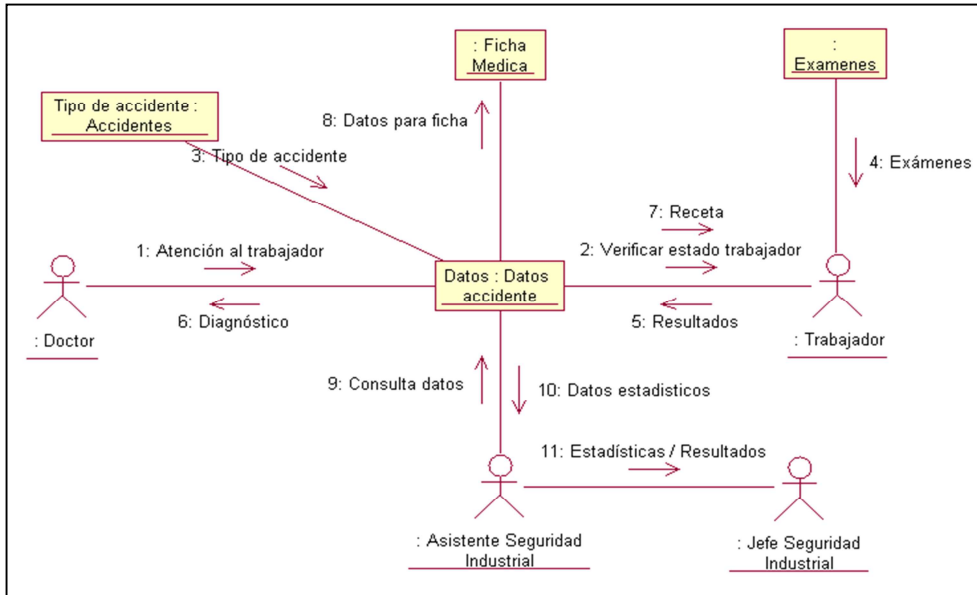 : Ficha
Medica
:
Examenes
Tipo de accidente :
Accidentes
8: Datos para ficha
3: Tipo de accidente
4: Exámenes
7: Receta
1: Atención al trabajador
2: Verificar estado trabajador
Datos : Datos
accidente
6: Diagnóstico
5: Resultados
: Doctor
: Trabajador
9: Consulta datos
10: Datos estadisticos
11: Estadísticas / Resultados
: Asistente Seguridad
Industrial
: Jefe Seguridad
Industrial